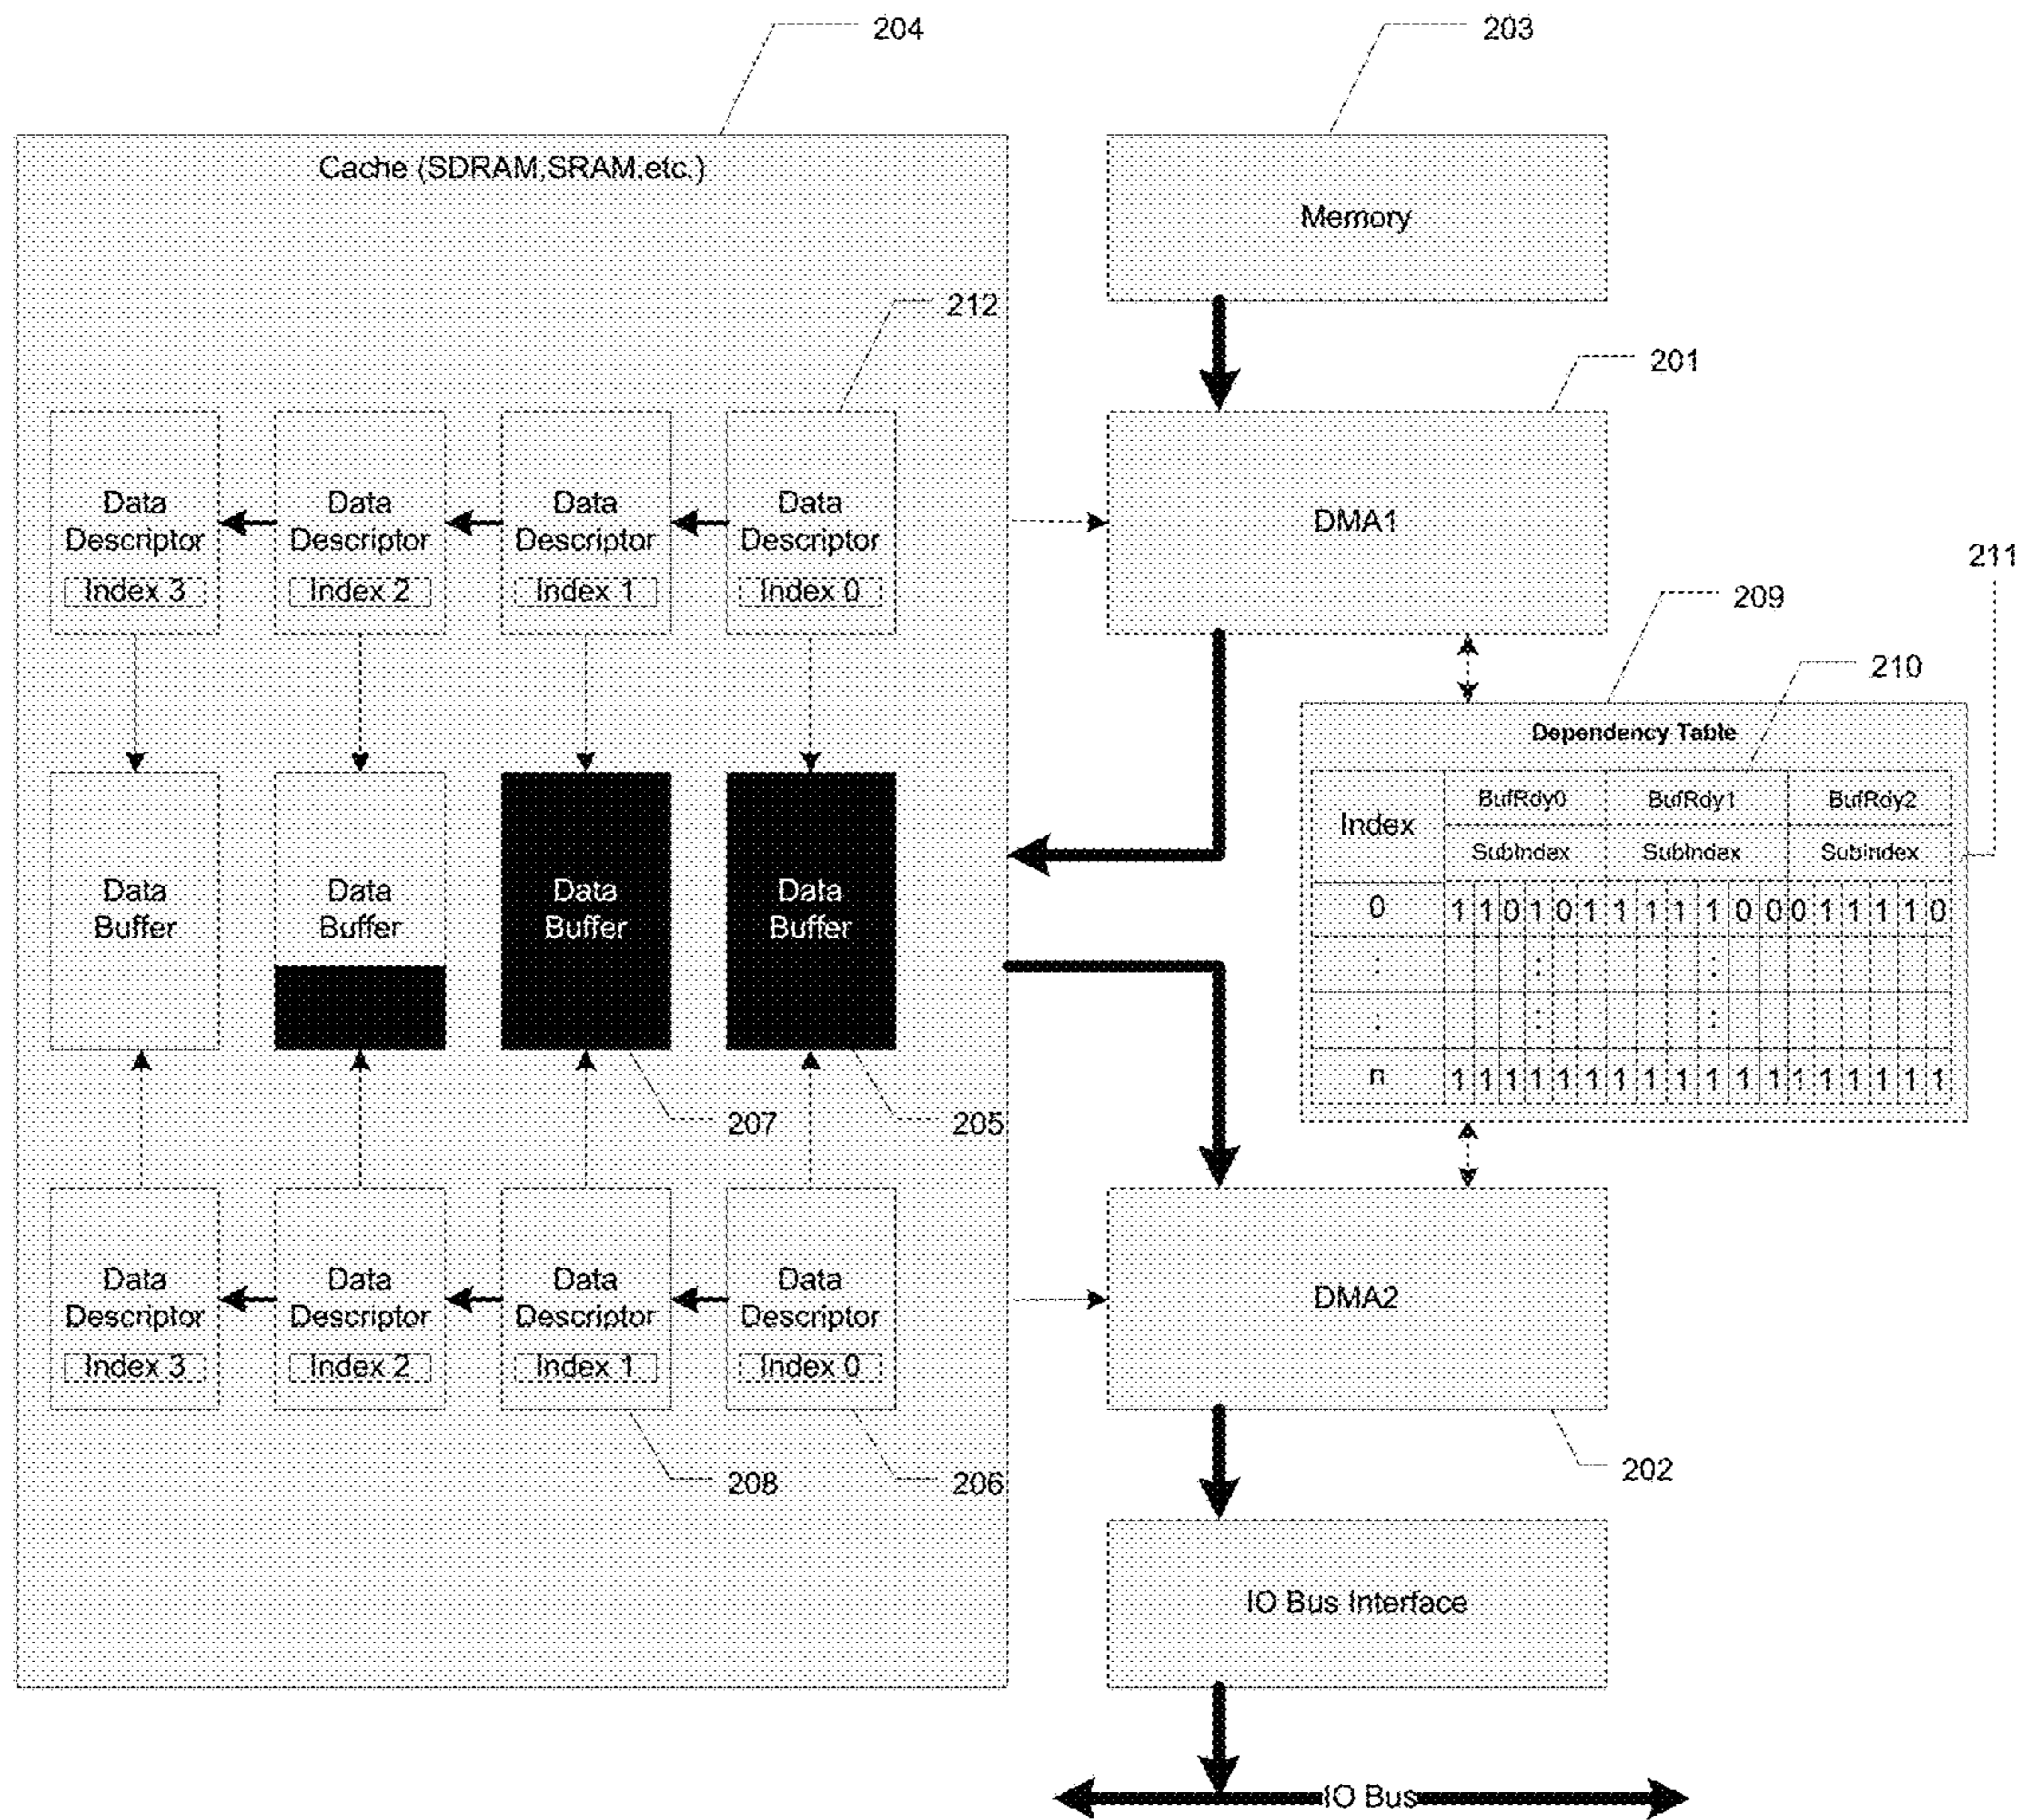 204
203
Cache (SDRAM,SRAM,etc.)
Memory
212
201
Data Descriptor Index 3
Data Descriptor Index 2
Data Descriptor Index 1
Data Descriptor Index 0
DMA1
211
209
210
Dependency Table
Index
BufRdy0 BufRdy1 BufRdy2
SubIndex SubIndex SubIndex
0 1 1 0 1 0 1 1 1 1 1 0 0 0 1 1 1 1 0
: : :
: : :
n 1 1 1 1 1 1 1 1 1 1 1 1 1 1 1 1 1 1
Data Buffer
Data Buffer
Data Buffer
Data Buffer
207
205
Data Descriptor Index 3
Data Descriptor Index 2
Data Descriptor Index 1
Data Descriptor Index 0
DMA2
208
206
202
IO Bus Interface
IO Bus